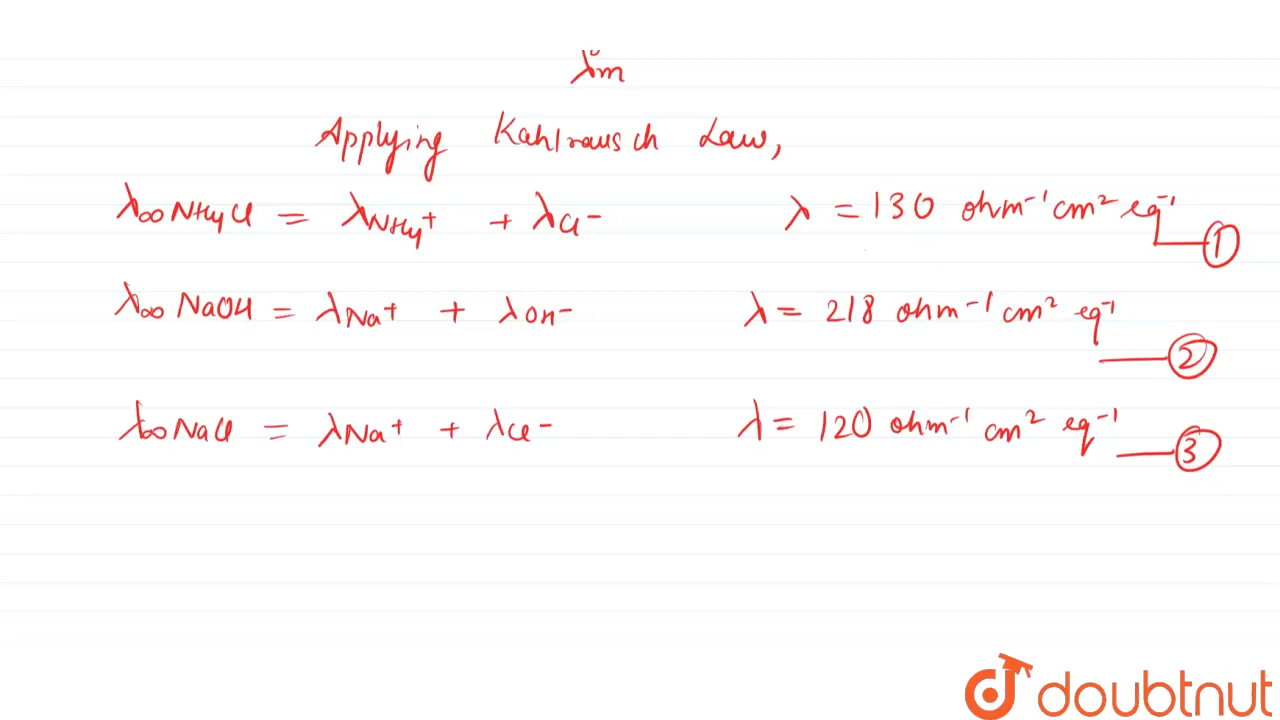 λ°m
Applying Kahlrausch Law,
λ∞ NH4Cl = λNH4+ + λCl- λ = 130 ohm-1 cm2 eq-1 ①
λ∞ NaOH = λNa+ + λOH- λ = 218 ohm-1 cm2 eq-1 ②
λ∞ NaCl = λNa+ + λCl- λ = 120 ohm-1 cm2 eq-1 ③
doubtnut